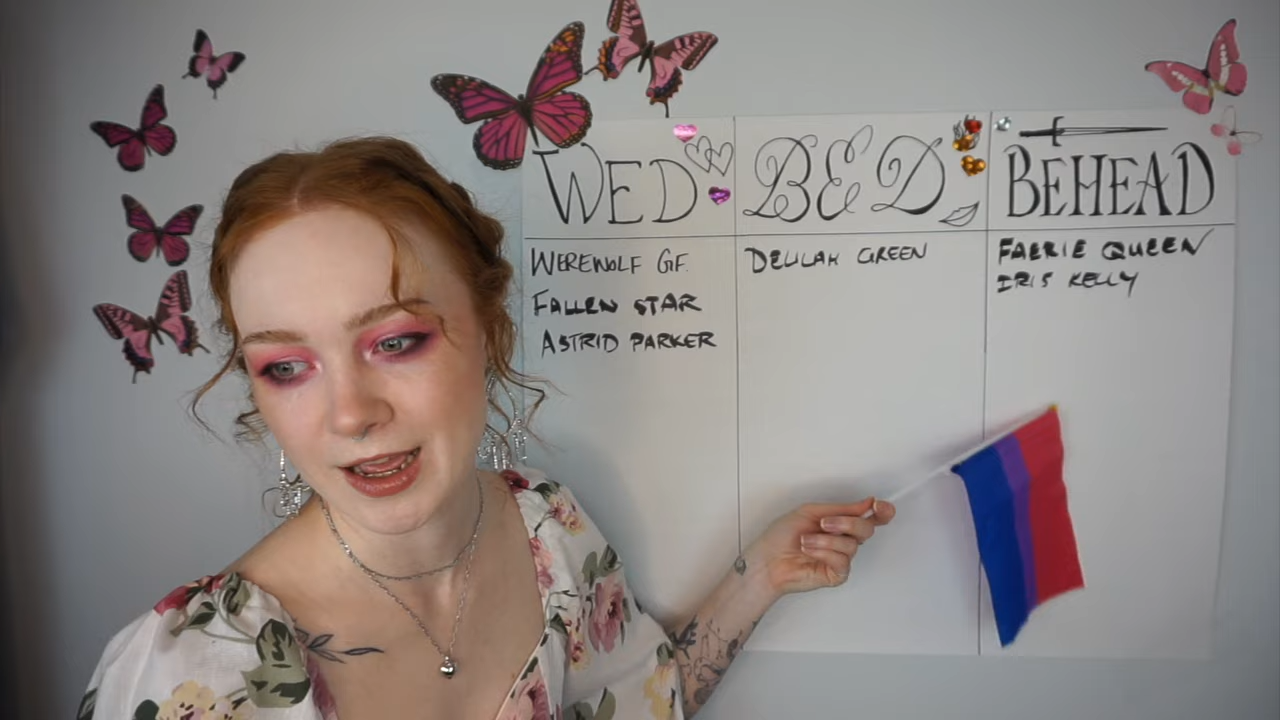 WED
BED
BEHEAD
WEREWOLF GF.
FALLEN STAR
ASTRID PARKER
DELILAH GREEN
FAERIE QUEEN
IRIS KELLY